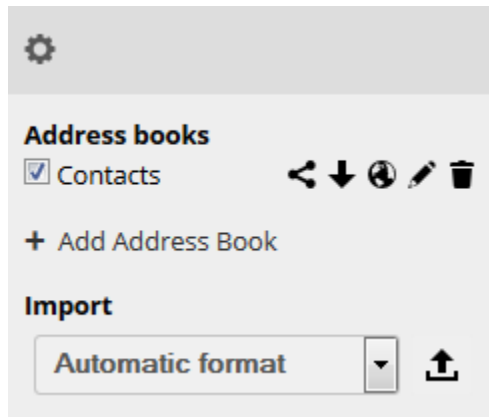 Address books
Contacts
+ Add Address Book
Import
Automatic format